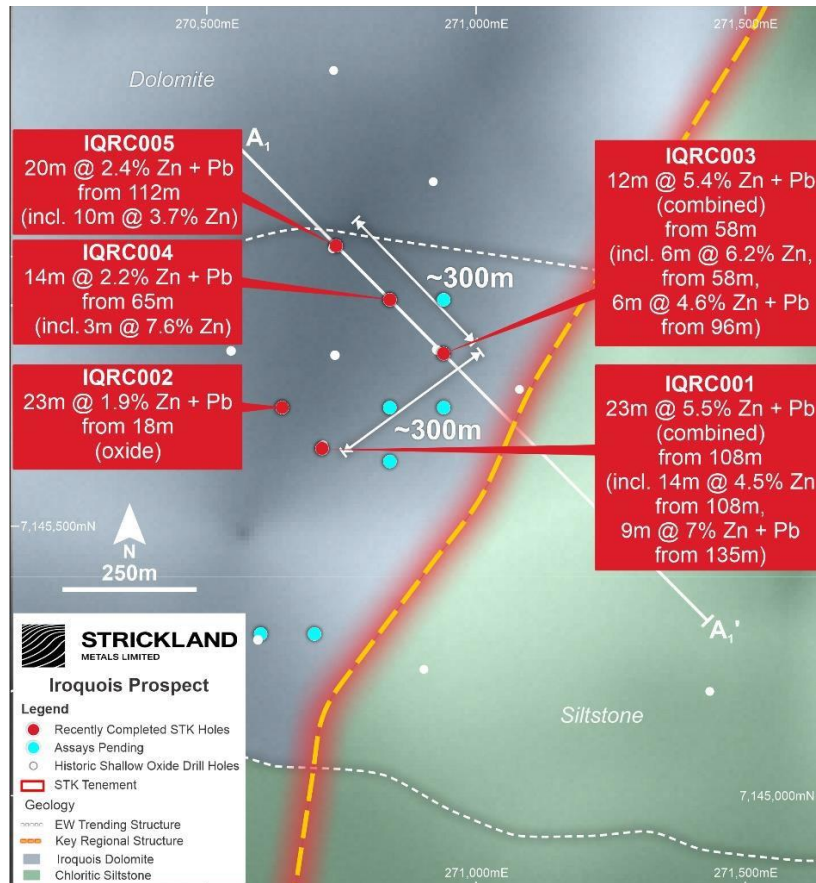 270,500mE
271,000mE
271,500mE
Dolomite
IQRC005
20m @ 2.4% Zn + Pb
from 112m
(incl. 10m @ 3.7% Zn)
A1
IQRC003
12m @ 5.4% Zn + Pb
(combined)
from 58m
(incl. 6m @ 6.2% Zn,
from 58m,
6m @ 4.6% Zn + Pb
from 96m)
IQRC004
14m @ 2.2% Zn + Pb
from 65m
(incl. 3m @ 7.6% Zn)
~300m
IQRC002
23m @ 1.9% Zn + Pb
from 18m
(oxide)
~300m
IQRC001
23m @ 5.5% Zn + Pb
(combined)
from 108m
(incl. 14m @ 4.5% Zn
from 108m,
9m @ 7% Zn + Pb
from 135m)
7,145,500mN
N
250m
A1'
STRICKLAND
METALS LIMITED
Iroquois Prospect
Legend
Recently Completed STK Holes
Assays Pending
Historic Shallow Oxide Drill Holes
STK Tenement
Geology
EW Trending Structure
Key Regional Structure
Iroquois Dolomite
Chloritic Siltstone
Siltstone
7,145,000mN
271,000mE
271,500mE